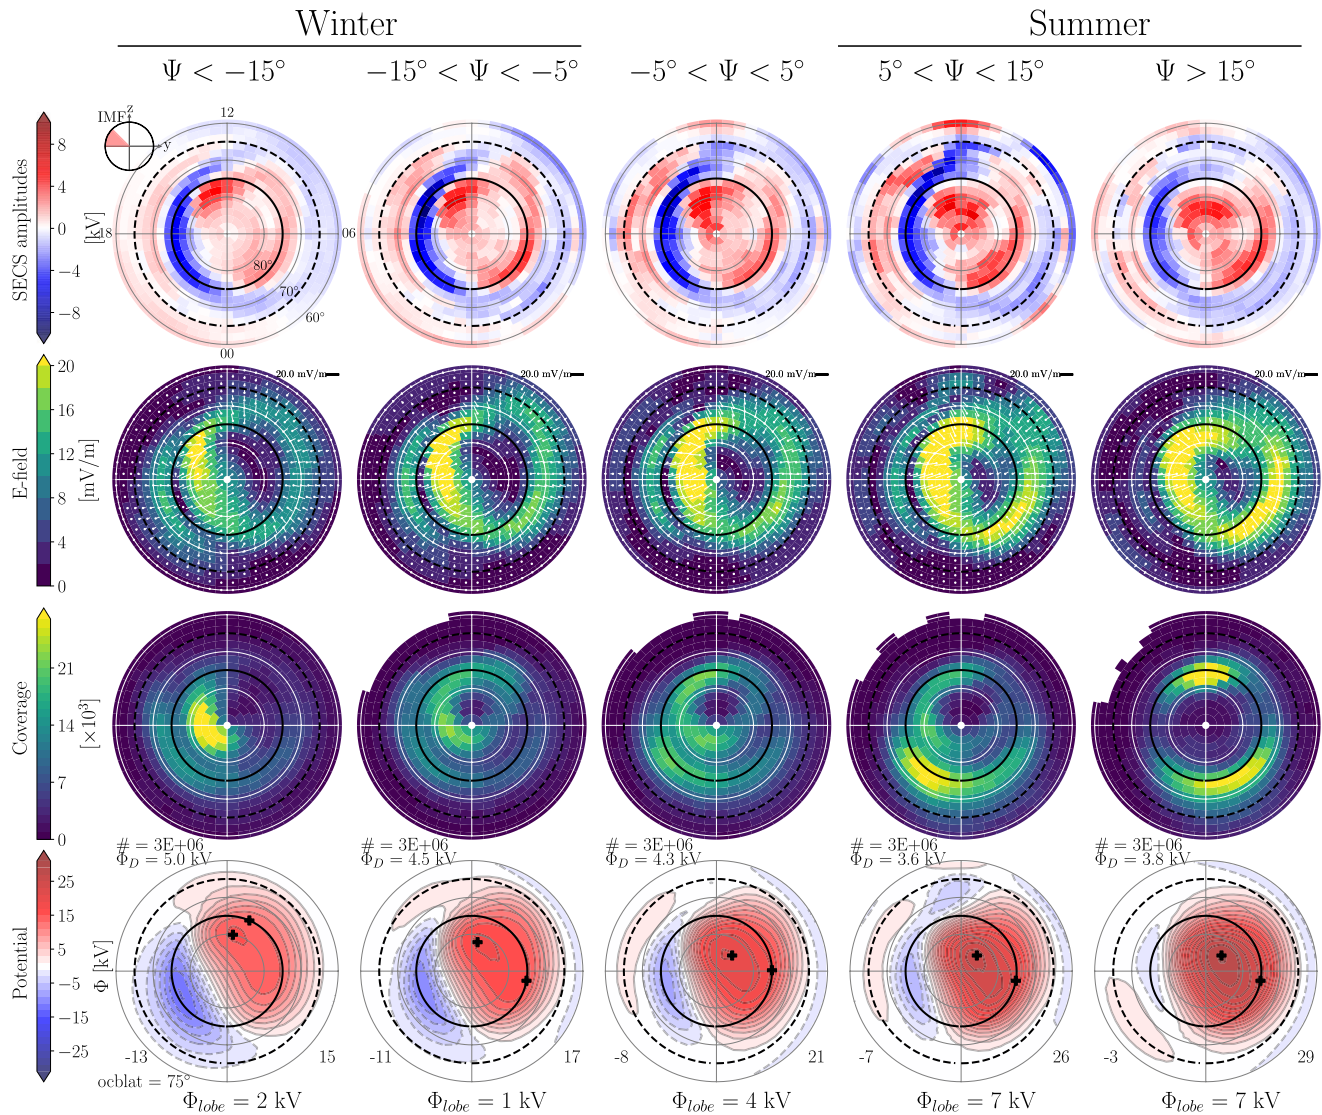 Winter
Summer
Ψ < −15°
−15° < Ψ < −5°
−5° < Ψ < 5°
5° < Ψ < 15°
Ψ > 15°
SECS amplitudes
[kV]
8
4
0
−4
−8
IMF
z
y
12
18
06
00
80°
70°
60°
E-field
[mV/m]
20
16
12
8
4
0
20.0 mV/m
20.0 mV/m
20.0 mV/m
20.0 mV/m
20.0 mV/m
Coverage
[×10³]
21
14
7
0
# = 3E+06
Φ_D = 5.0 kV
# = 3E+06
Φ_D = 4.5 kV
# = 3E+06
Φ_D = 4.3 kV
# = 3E+06
Φ_D = 3.6 kV
# = 3E+06
Φ_D = 3.8 kV
Potential
Φ [kV]
25
15
5
−5
−15
−25
-13
15
-11
17
-8
21
-7
26
-3
29
ocblat = 75°
Φ_lobe = 2 kV
Φ_lobe = 1 kV
Φ_lobe = 4 kV
Φ_lobe = 7 kV
Φ_lobe = 7 kV